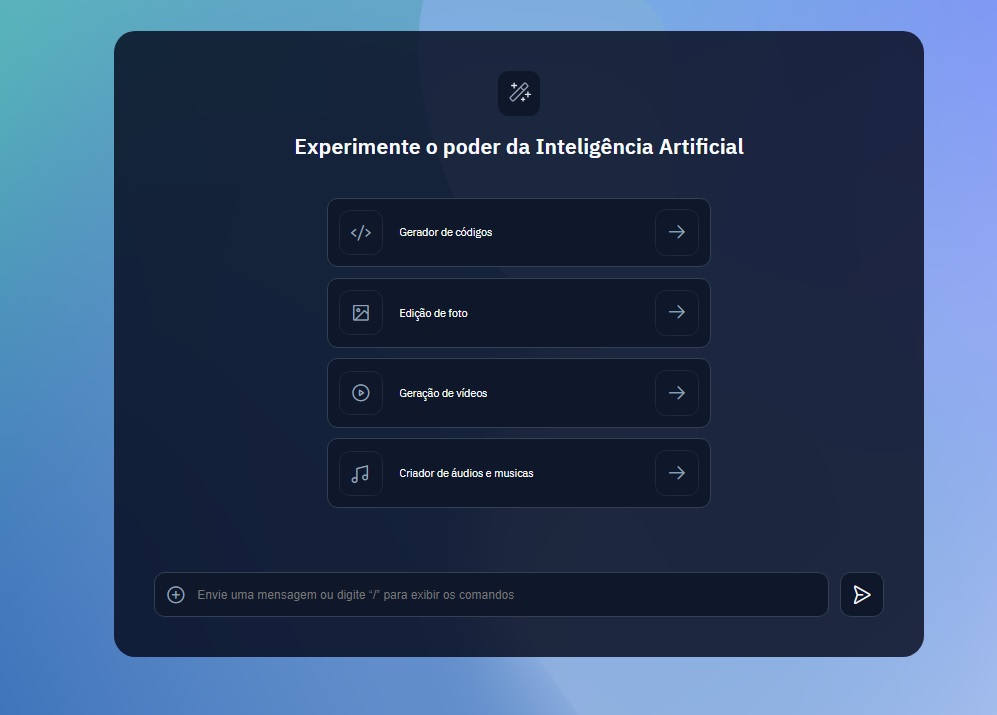 Experimente o poder da Inteligência Artificial
Gerador de códigos
Edição de foto
Geração de vídeos
Criador de áudios e musicas
Envie uma mensagem ou digite “/” para exibir os comandos